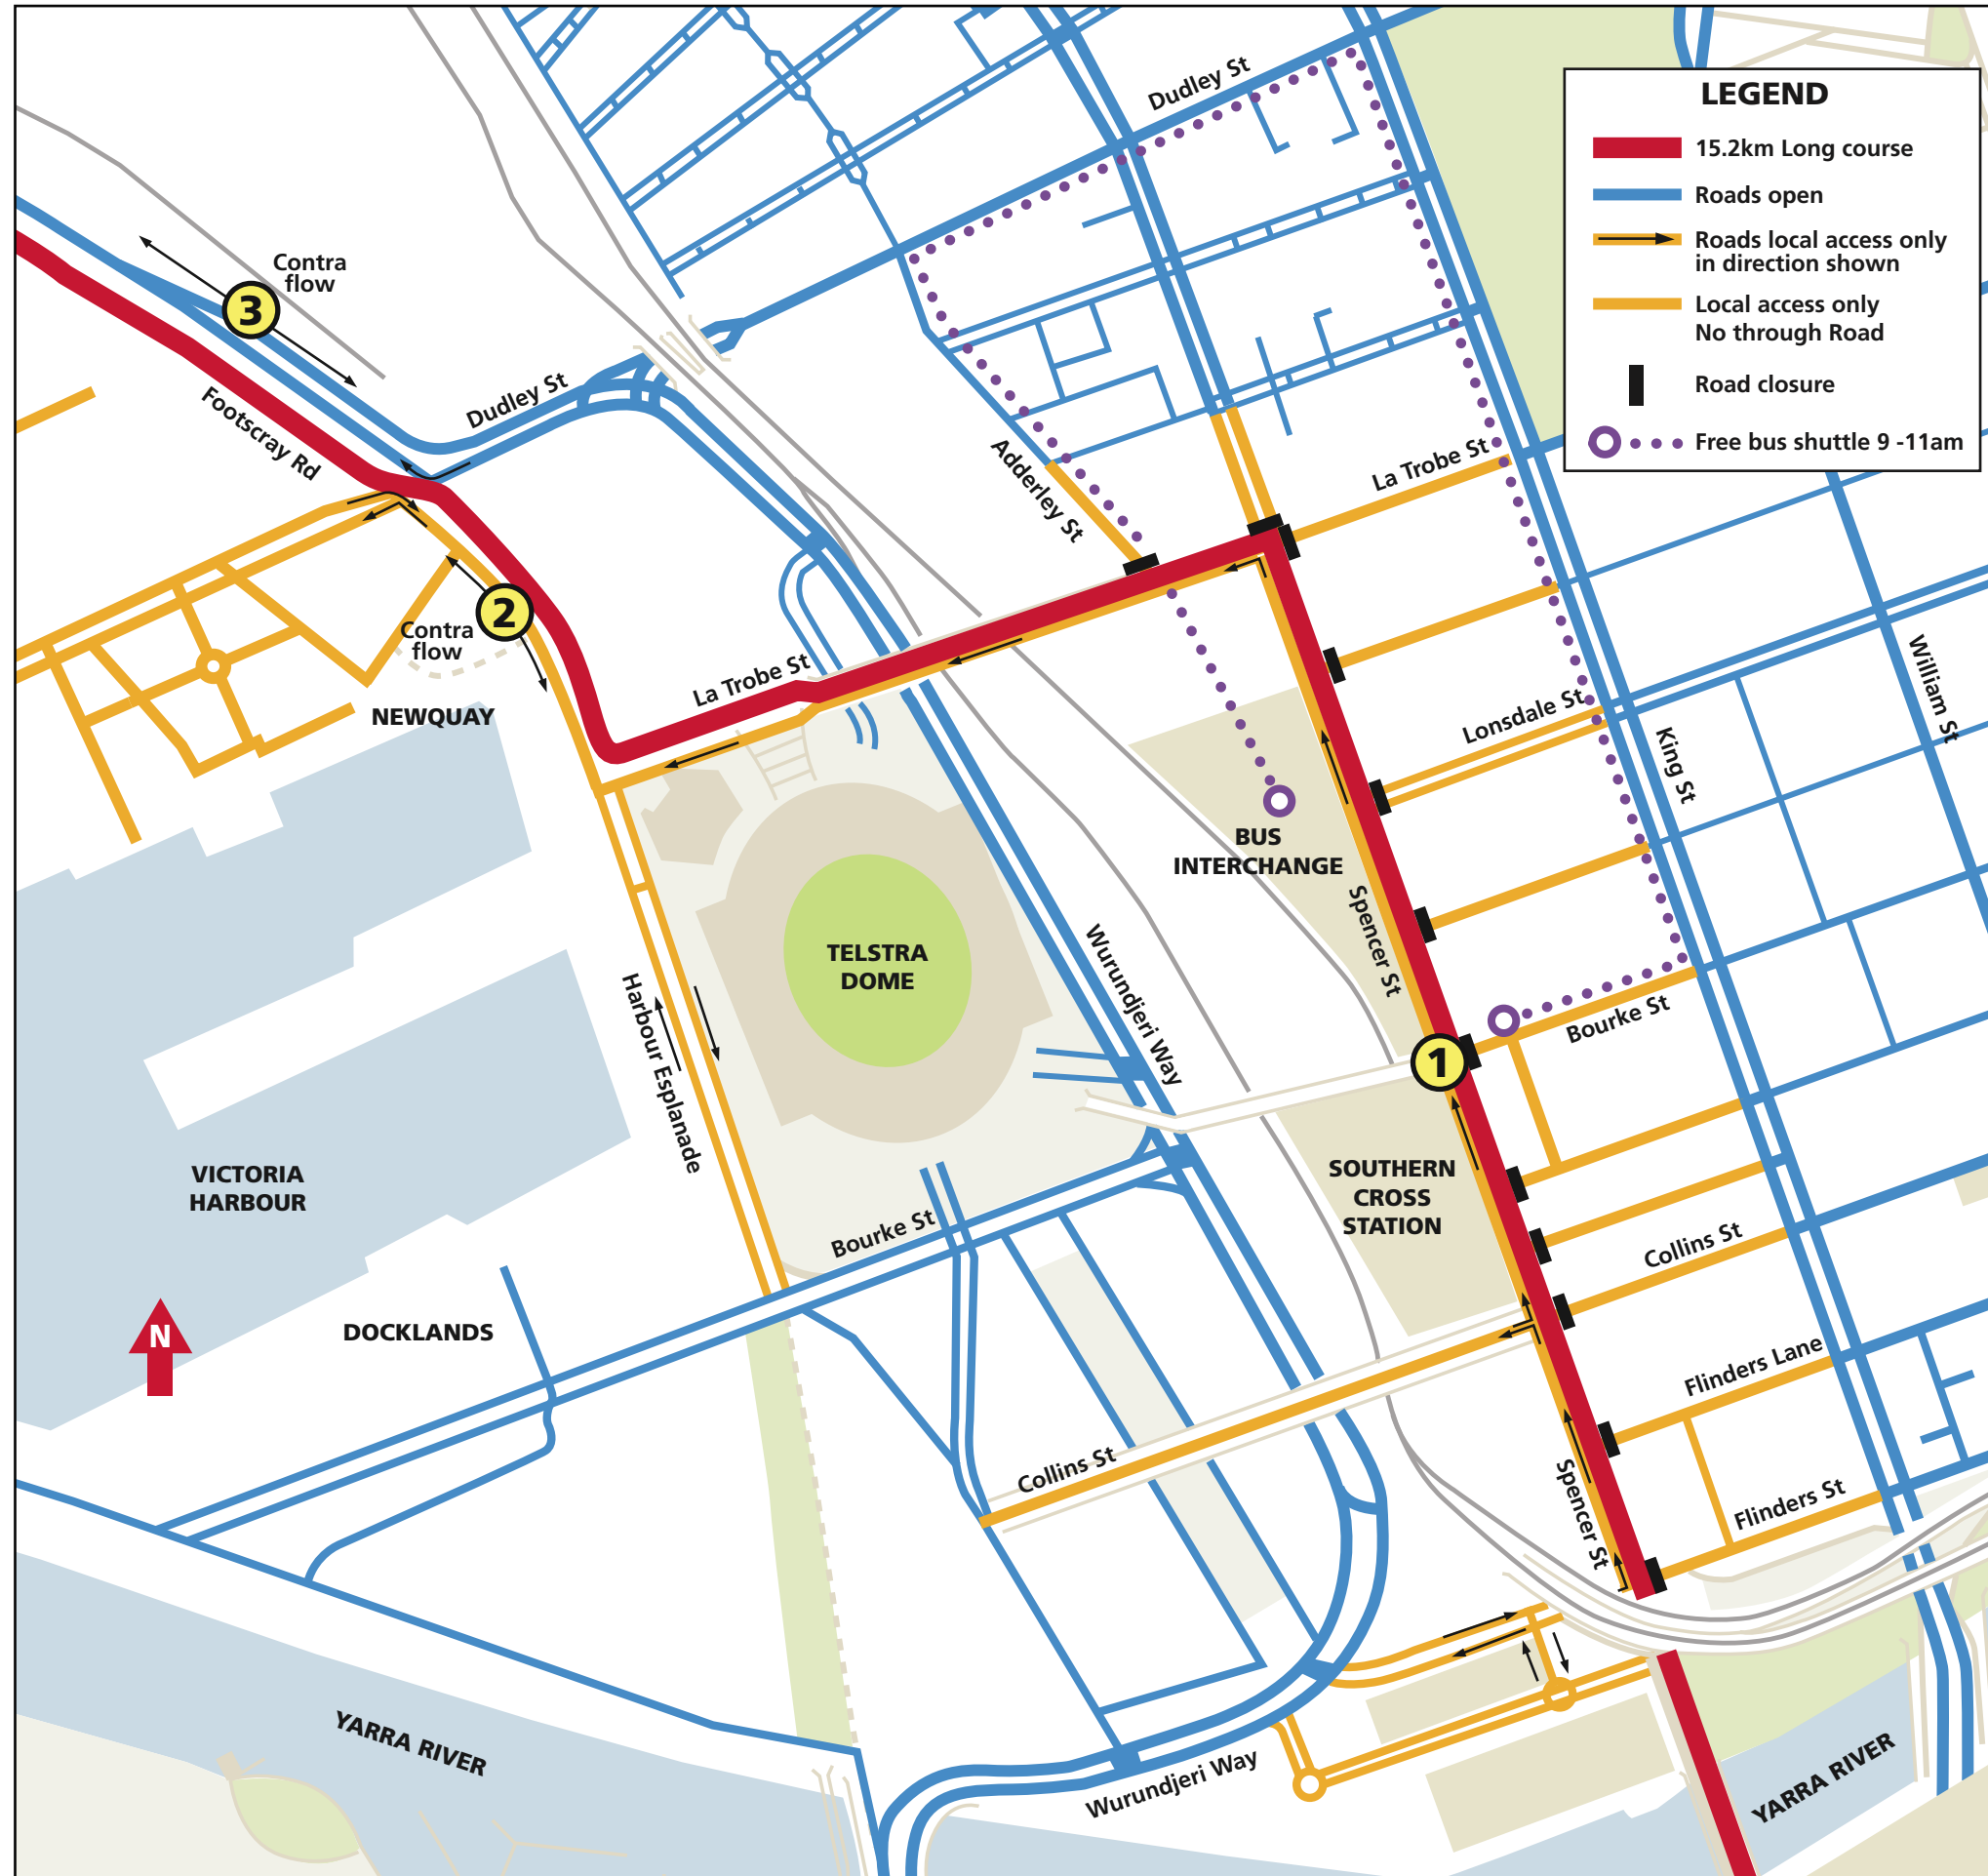 LEGEND
15.2km Long course
Roads open
Roads local access only
in direction shown
Local access only
No through Road
Road closure
Free bus shuttle 9 -11am
Dudley St
Contra
flow
3
Dudley St
Footscray Rd
Adderley St
La Trobe St
2
Contra
flow
La Trobe St
NEWQUAY
Lonsdale St
King St
William St
BUS
INTERCHANGE
Spencer St
TELSTRA
DOME
Wurundjeri Way
Harbour Esplanade
Bourke St
1
VICTORIA
HARBOUR
SOUTHERN
CROSS
STATION
Bourke St
Collins St
N
DOCKLANDS
Flinders Lane
Collins St
Spencer St
Flinders St
YARRA RIVER
Wurundjeri Way
YARRA RIVER